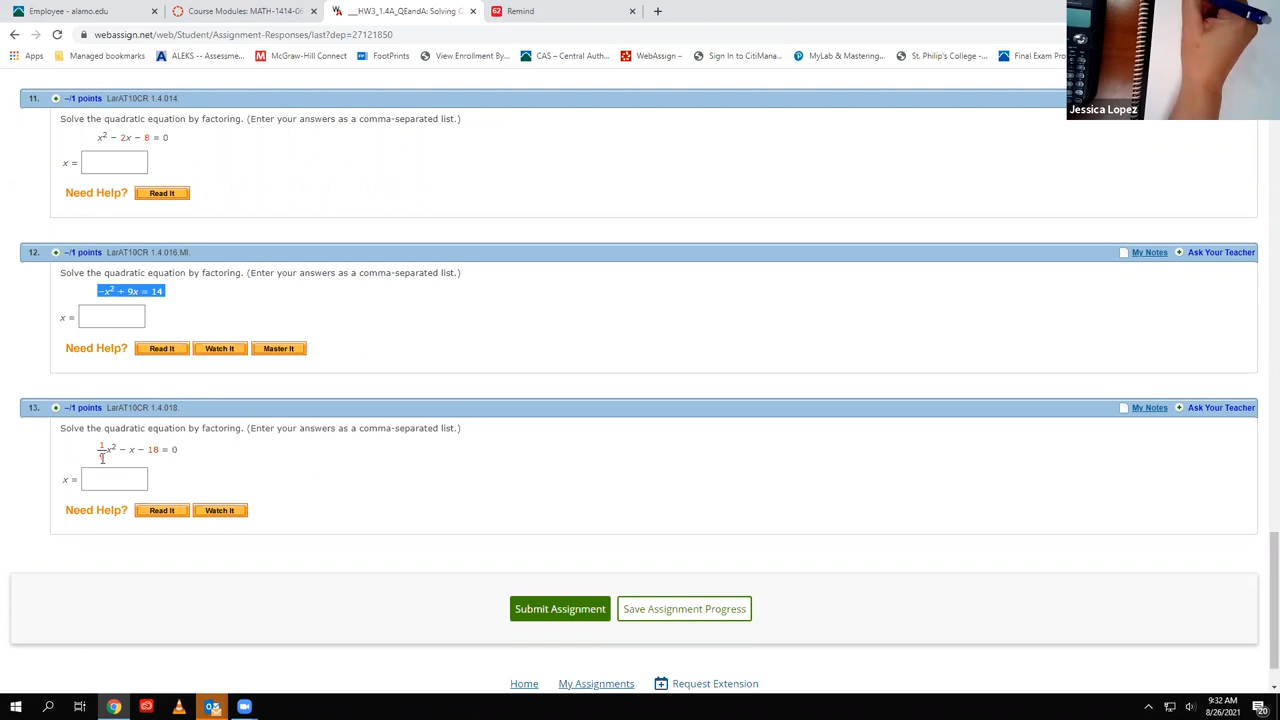 Employee - alamo.edu
Course Modules: MATH-1414-06
__HW3_1.4A_QEandA: Solving Q
62 Remind
webassign.net/web/Student/Assignment-Responses/last?dep=27121850
Managed bookmarks ALEKS -- Assessme... McGraw-Hill Connect FootPrints View Enrollment By... ACES – Central Auth... WebAssign – Sign In to CitiMana... MyLab & Mastering... St. Philip's College -... Final Exam
Jessica Lopez
11. –/1 points LarAT10CR 1.4.014.
Solve the quadratic equation by factoring. (Enter your answers as a comma-separated list.)
x² − 2x − 8 = 0
x =
Need Help? Read It
12. –/1 points LarAT10CR 1.4.016.MI. My Notes Ask Your Teacher
Solve the quadratic equation by factoring. (Enter your answers as a comma-separated list.)
−x² + 9x = 14
x =
Need Help? Read It Watch It Master It
13. –/1 points LarAT10CR 1.4.018. My Notes Ask Your Teacher
Solve the quadratic equation by factoring. (Enter your answers as a comma-separated list.)
1/9 x² − x − 18 = 0
x =
Need Help? Read It Watch It
Submit Assignment Save Assignment Progress
Home My Assignments Request Extension
9:32 AM
8/26/2021
20